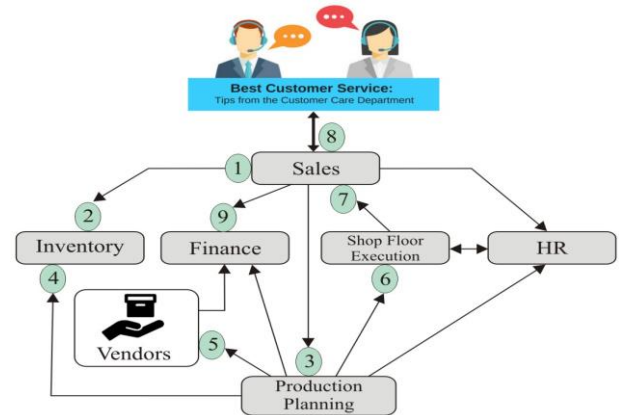 Best Customer Service:
Tips from the Customer Care Department
8
1
Sales
2
9
7
Inventory
Finance
Shop Floor
Execution
HR
4
6
Vendors
5
3
Production
Planning